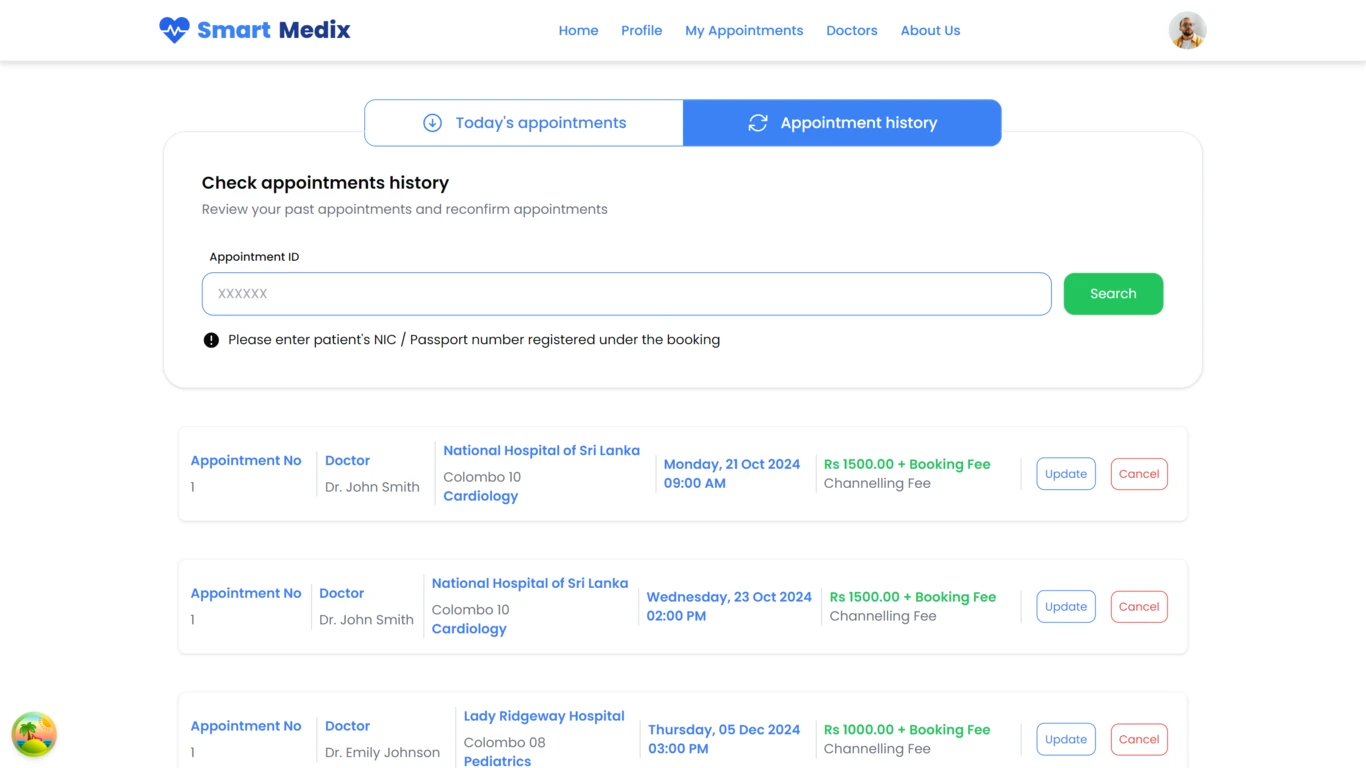 Smart Medix
Home
Profile
My Appointments
Doctors
About Us
Today's appointments
Appointment history
Check appointments history
Review your past appointments and reconfirm appointments
Appointment ID
XXXXXX
Search
Please enter patient's NIC / Passport number registered under the booking
Appointment No
1
Doctor
Dr. John Smith
National Hospital of Sri Lanka
Colombo 10
Cardiology
Monday, 21 Oct 2024
09:00 AM
Rs 1500.00 + Booking Fee
Channelling Fee
Update
Cancel
Appointment No
1
Doctor
Dr. John Smith
National Hospital of Sri Lanka
Colombo 10
Cardiology
Wednesday, 23 Oct 2024
02:00 PM
Rs 1500.00 + Booking Fee
Channelling Fee
Update
Cancel
Appointment No
1
Doctor
Dr. Emily Johnson
Lady Ridgeway Hospital
Colombo 08
Pediatrics
Thursday, 05 Dec 2024
03:00 PM
Rs 1000.00 + Booking Fee
Channelling Fee
Update
Cancel